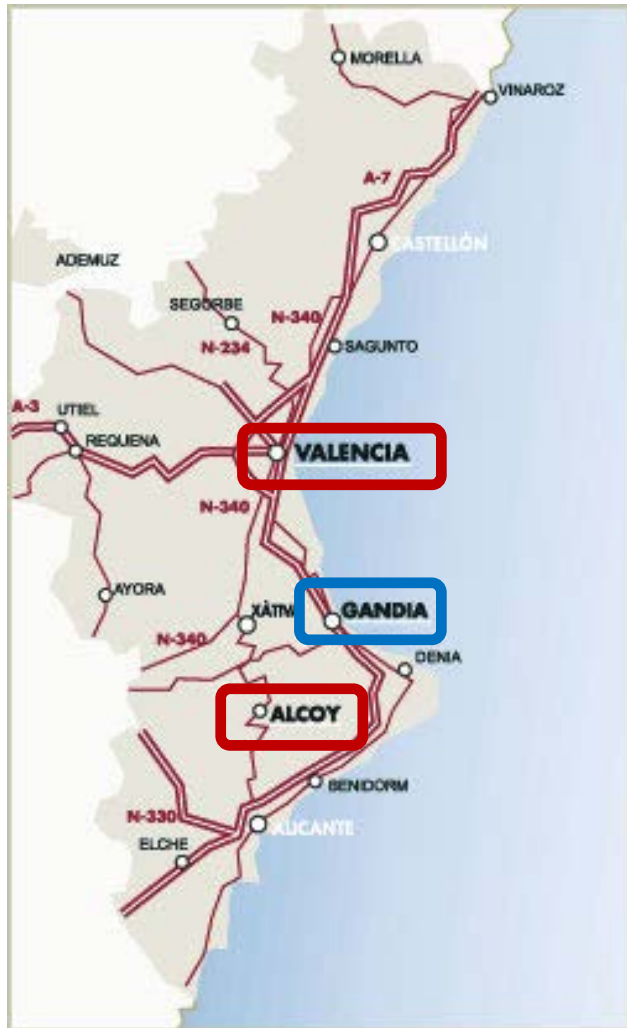 MORELLA
VINAROZ
A-7
CASTELLÓN
ADEMUZ
SEGORBE
N-340
N-234
SAGUNTO
A-3
UTIEL
REQUENA
VALENCIA
N-340
AYORA
XÀTIVA
GANDIA
N-340
DENIA
ALCOY
BENIDORM
N-330
ALICANTE
ELCHE